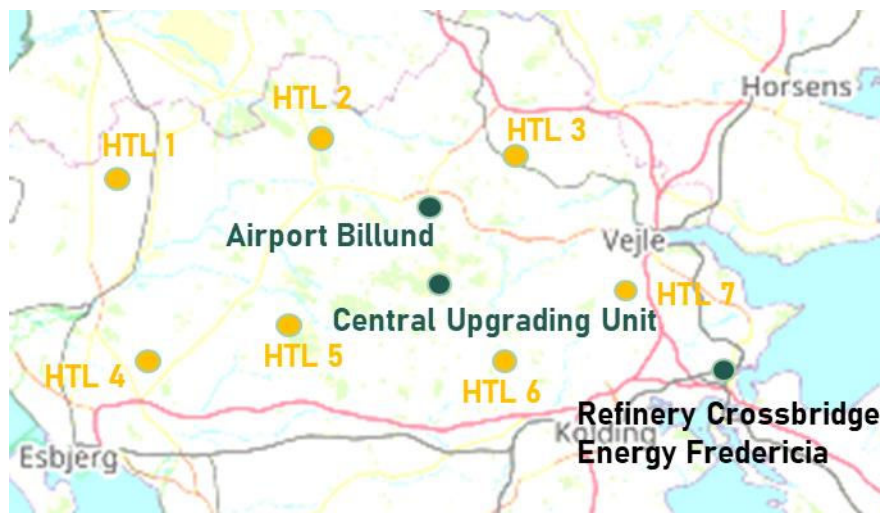 Horsens
HTL 2
HTL 3
HTL 1
Airport Billund
Vejle
HTL 7
Central Upgrading Unit
HTL 5
HTL 4
HTL 6
Refinery Crossbridge
Kolding
Energy Fredericia
Esbjerg